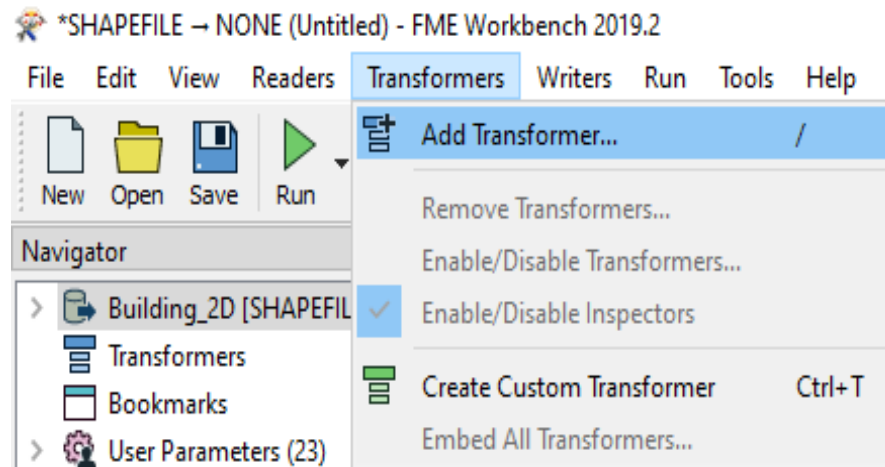 *SHAPEFILE → NONE (Untitled) - FME Workbench 2019.2
File Edit View Readers Transformers Writers Run Tools Help
New Open Save Run
Add Transformer... /
Remove Transformers...
Enable/Disable Transformers...
Enable/Disable Inspectors
Create Custom Transformer Ctrl+T
Embed All Transformers...
Navigator
Building_2D [SHAPEFIL
Transformers
Bookmarks
User Parameters (23)